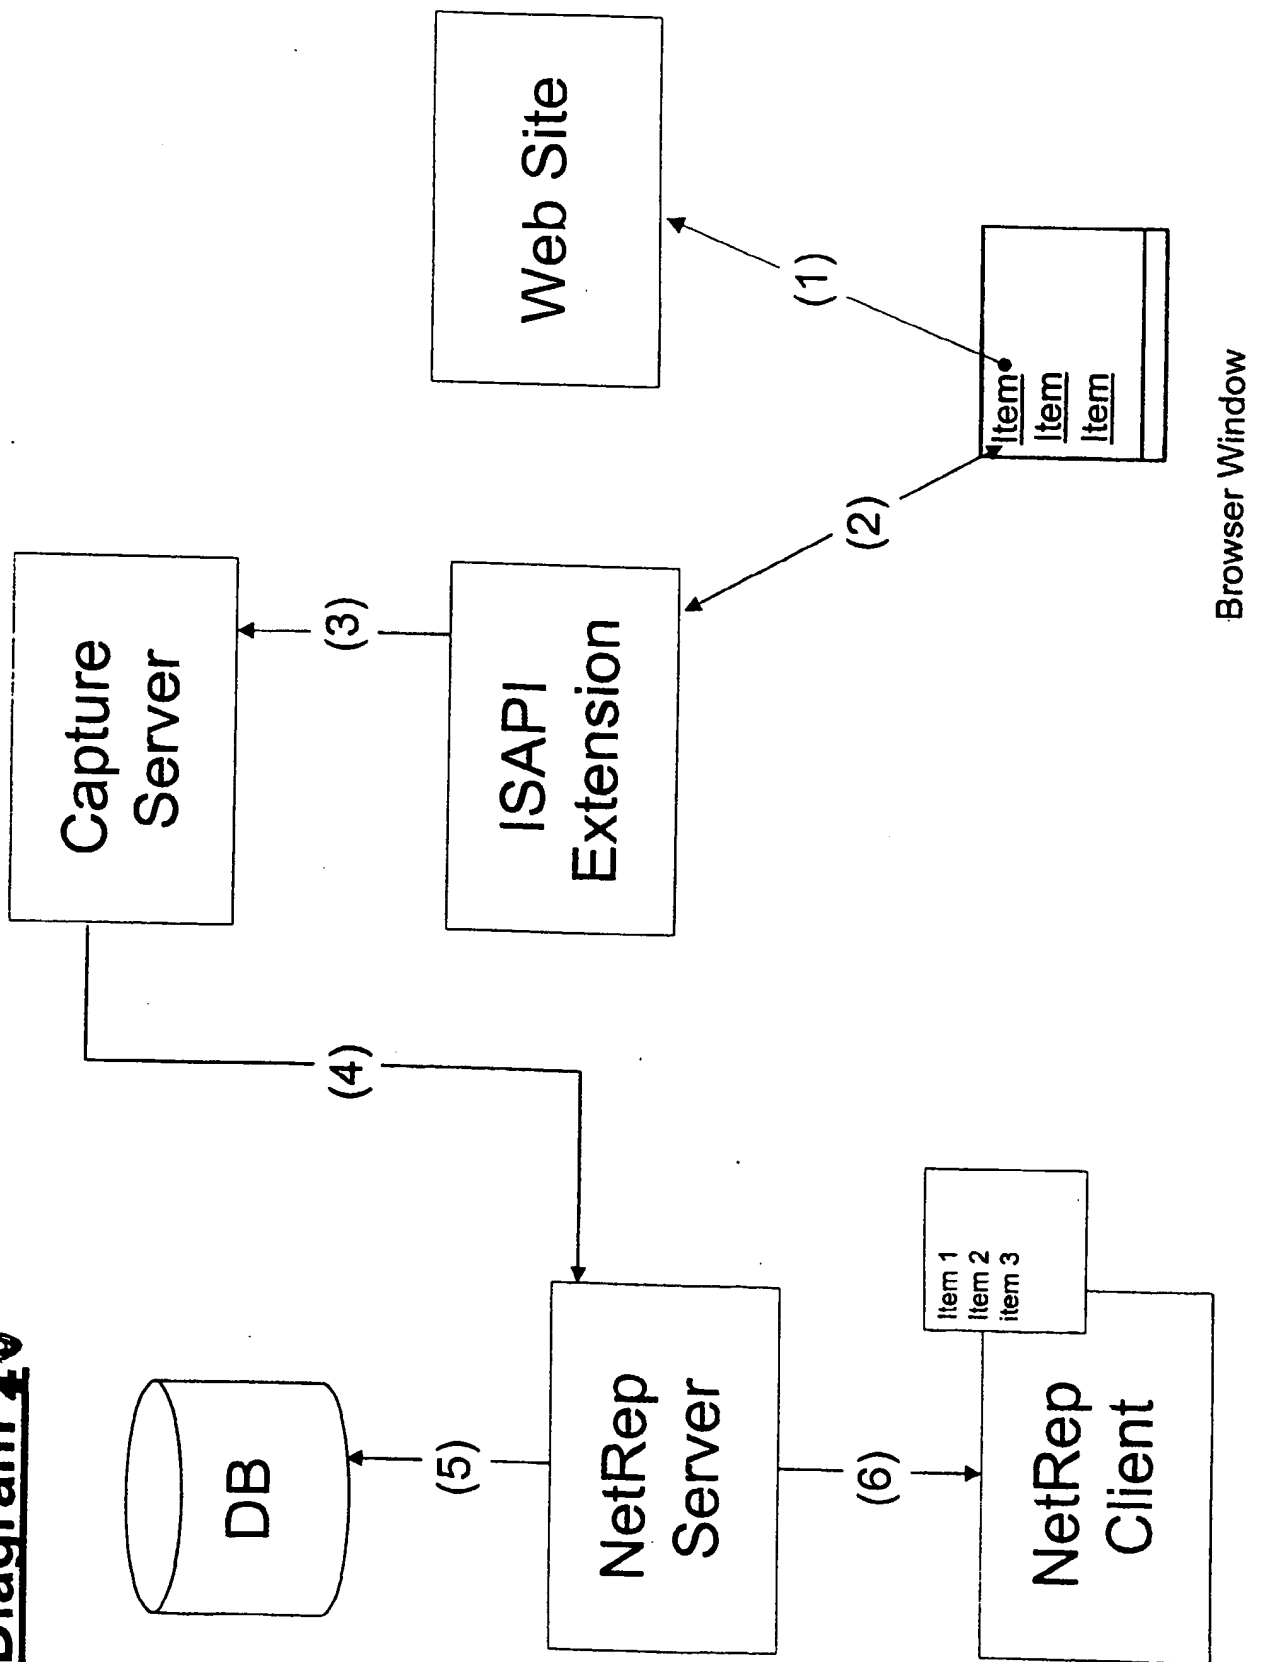 Diagram
DB
(5)
NetRep
Server
(6)
NetRep
Client
Item 1
Item 2
item 3
(4)
Capture
Server
(3)
ISAPI
Extension
(2)
Web Site
(1)
Item
Item
Item
Browser Window